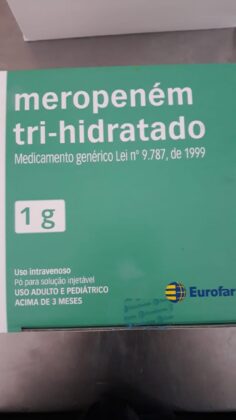 meropeném
tri-hidratado
Medicamento genérico Lei nº 9.787, de 1999
1 g
Uso intravenoso
Pó para solução injetável
USO ADULTO E PEDIÁTRICO
ACIMA DE 3 MESES
Eurofar